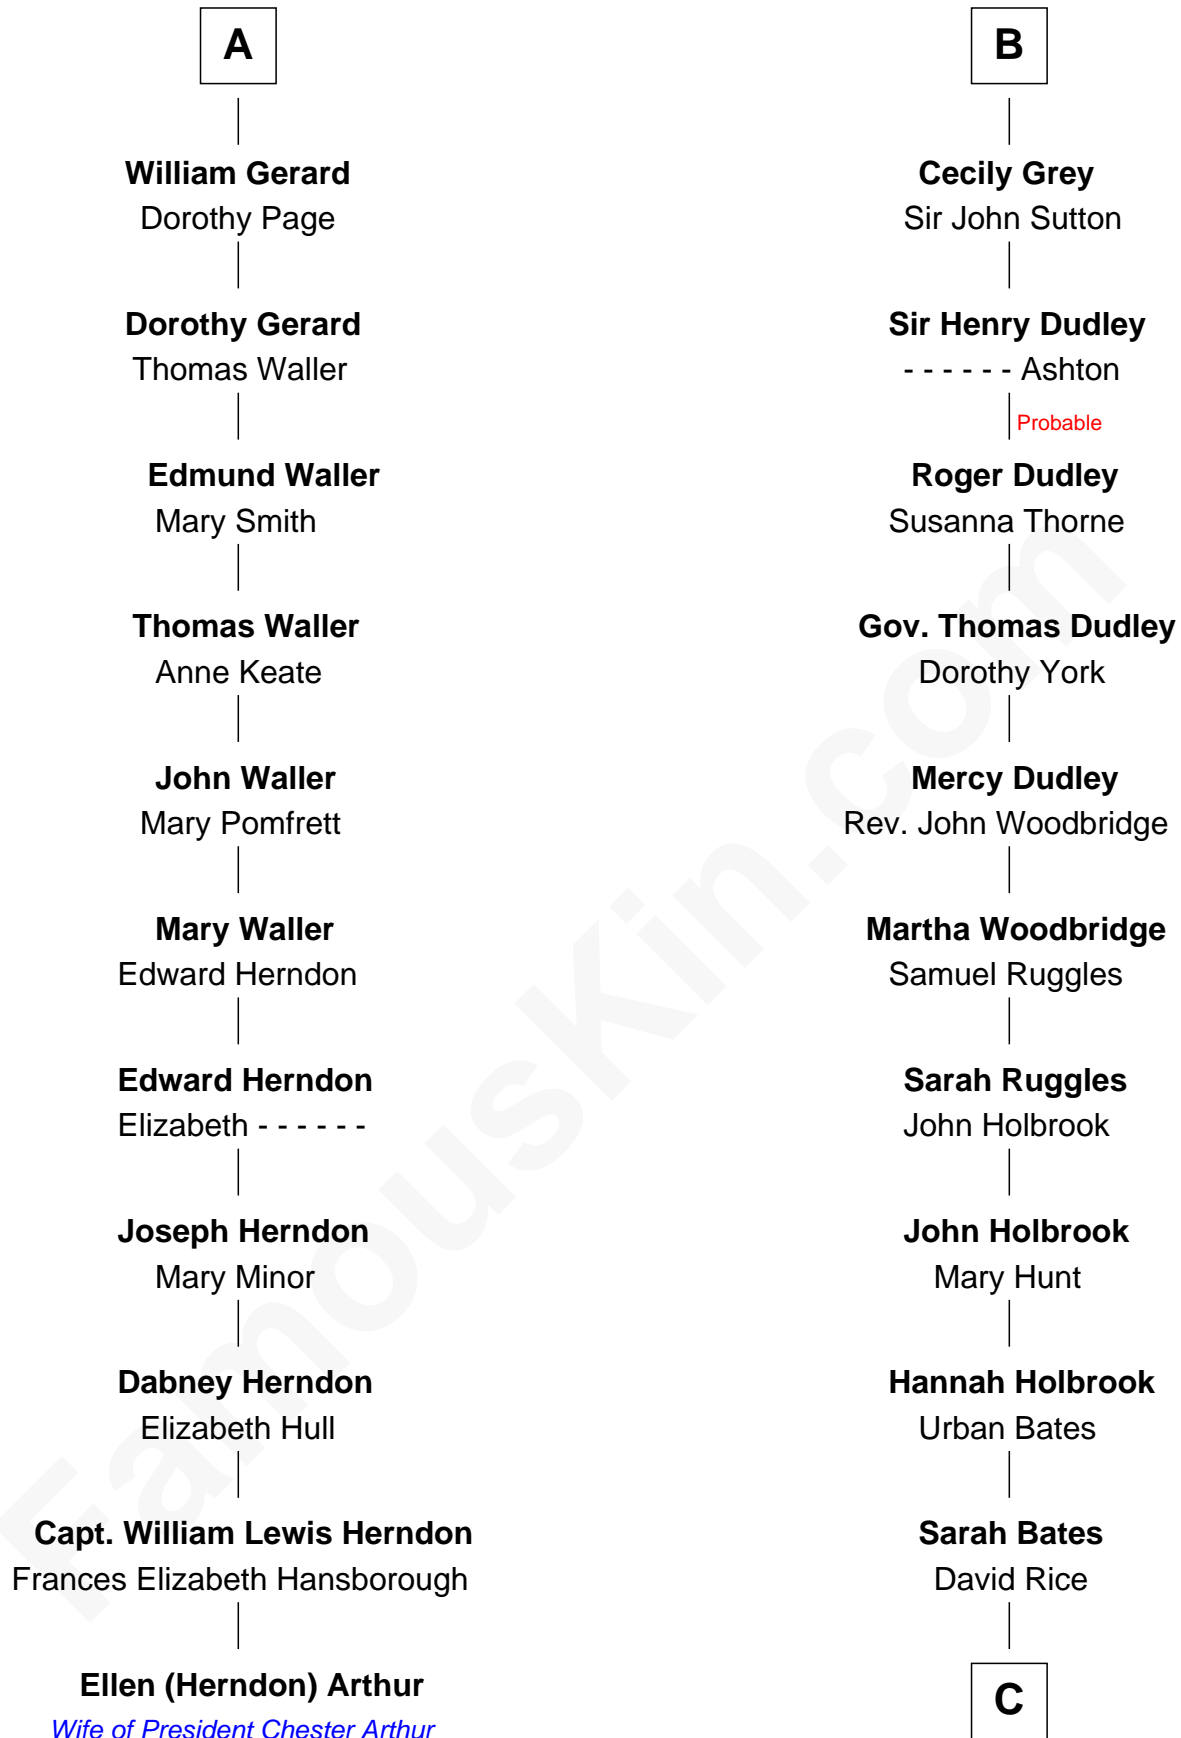 A
William Gerard
Dorothy Page
Dorothy Gerard
Thomas Waller
Edmund Waller
Mary Smith
Thomas Waller
Anne Keate
John Waller
Mary Pomfrett
Mary Waller
Edward Herndon
Edward Herndon
Elizabeth - - - - - -
Joseph Herndon
Mary Minor
Dabney Herndon
Elizabeth Hull
Capt. William Lewis Herndon
Frances Elizabeth Hansborough
Ellen (Herndon) Arthur
Wife of President Chester Arthur
B
Cecily Grey
Sir John Sutton
Sir Henry Dudley
- - - - - - Ashton
Probable
Roger Dudley
Susanna Thorne
Gov. Thomas Dudley
Dorothy York
Mercy Dudley
Rev. John Woodbridge
Martha Woodbridge
Samuel Ruggles
Sarah Ruggles
John Holbrook
John Holbrook
Mary Hunt
Hannah Holbrook
Urban Bates
Sarah Bates
David Rice
C
FamousKin.com